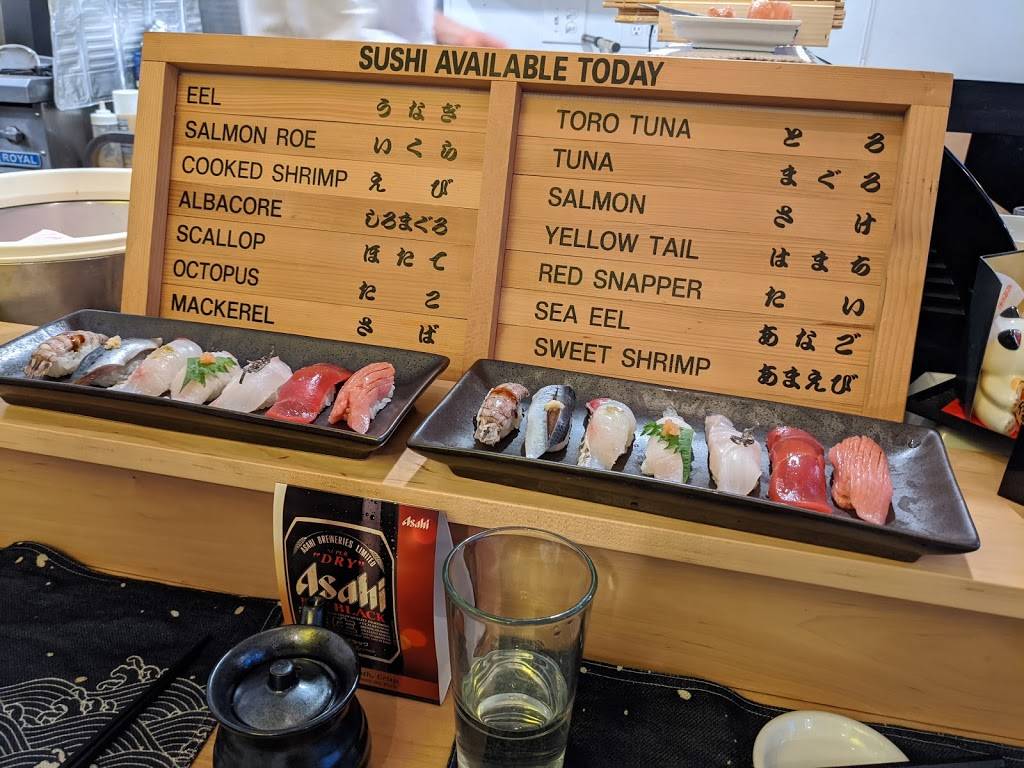 SUSHI AVAILABLE TODAY
EEL うなぎ
SALMON ROE いくら
COOKED SHRIMP えび
ALBACORE しろまぐろ
SCALLOP ほたて
OCTOPUS たこ
MACKEREL さば
TORO TUNA とろ
TUNA まぐろ
SALMON さけ
YELLOW TAIL はまち
RED SNAPPER たい
SEA EEL あなご
SWEET SHRIMP あまえび
ROYAL
Asahi
ASAHI BREWERIES LIMITED
"DRY"
Asahi
BLACK